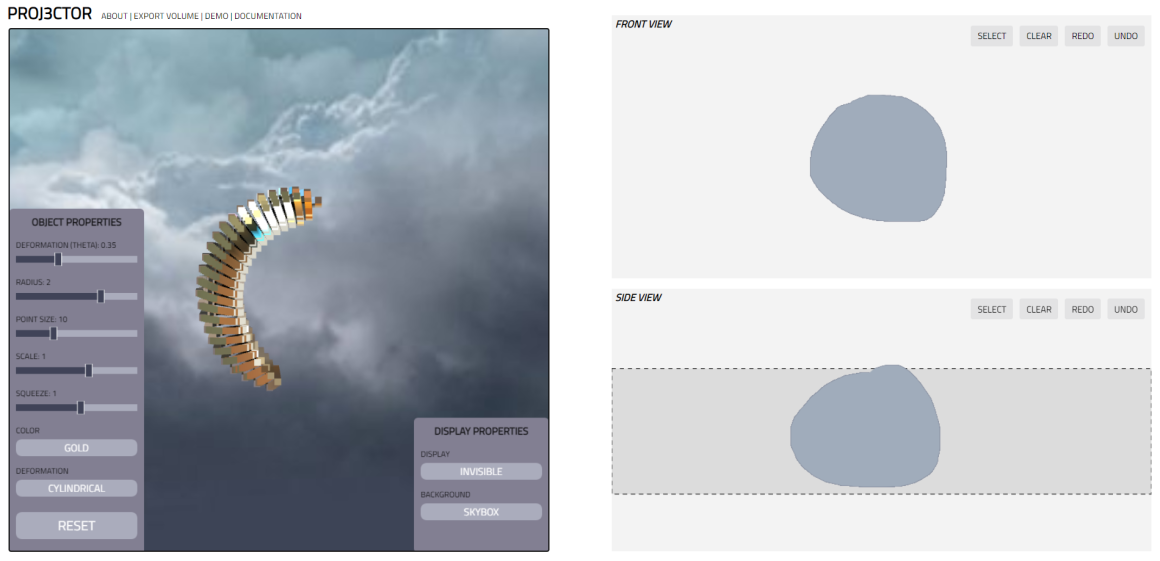 PROJ3CTOR ABOUT | EXPORT VOLUME | DEMO | DOCUMENTATION
OBJECT PROPERTIES
DEFORMATION (THETA): 0.35
RADIUS: 2
POINT SIZE: 10
SCALE: 1
SQUEEZE: 1
COLOR
GOLD
DEFORMATION
CYLINDRICAL
RESET
DISPLAY PROPERTIES
DISPLAY
INVISIBLE
BACKGROUND
SKYBOX
FRONT VIEW
SELECT CLEAR REDO UNDO
SIDE VIEW
SELECT CLEAR REDO UNDO